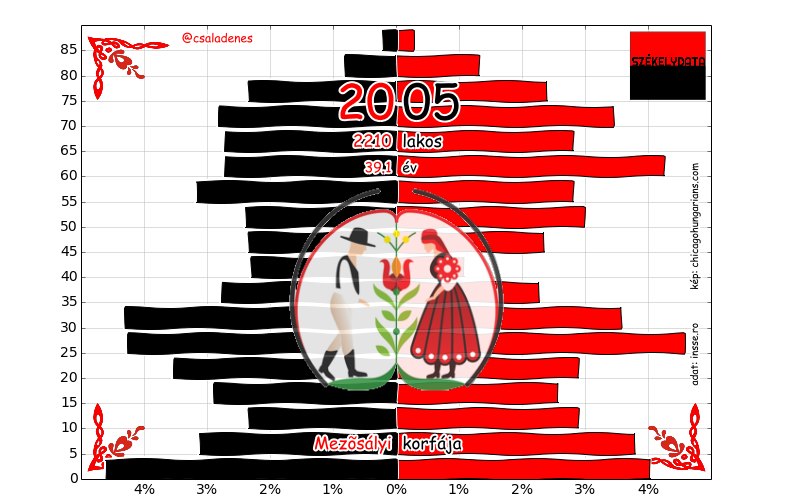 @csaladenes
SZÉKELYDATA
2005
2210 lakos
39.1 év
kép: chicagohungarians.com
adat: insse.ro
Mezősályi korfája
85
80
75
70
65
60
55
50
45
40
35
30
25
20
15
10
5
0
4% 3% 2% 1% 0% 1% 2% 3% 4%